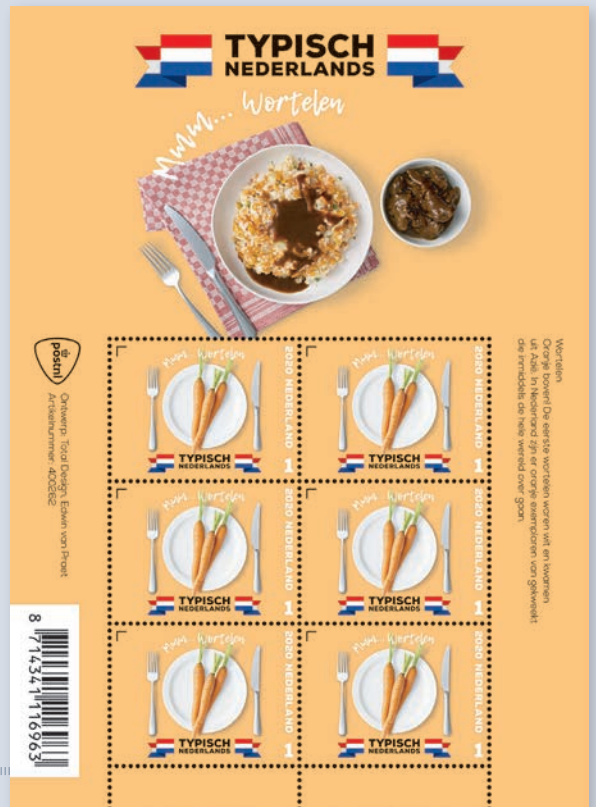 TYPISCH
NEDERLANDS
Mmm... Wortelen
Mmm... Wortelen
2020 NEDERLAND
1
TYPISCH
NEDERLANDS
Mmm... Wortelen
2020 NEDERLAND
1
TYPISCH
NEDERLANDS
Mmm... Wortelen
2020 NEDERLAND
1
TYPISCH
NEDERLANDS
Mmm... Wortelen
2020 NEDERLAND
1
TYPISCH
NEDERLANDS
Mmm... Wortelen
2020 NEDERLAND
1
TYPISCH
NEDERLANDS
Mmm... Wortelen
2020 NEDERLAND
1
TYPISCH
NEDERLANDS
Wortelen
Oranje boven! De eerste wortelen waren wit en kwamen
uit Azië. In Nederland zijn er oranje exemplaren van gekweekt
die inmiddels de hele wereld over gaan.
postnl
Ontwerp: Total Design, Edwin van Praet
Artikelnummer: 400262
8 714341 116963